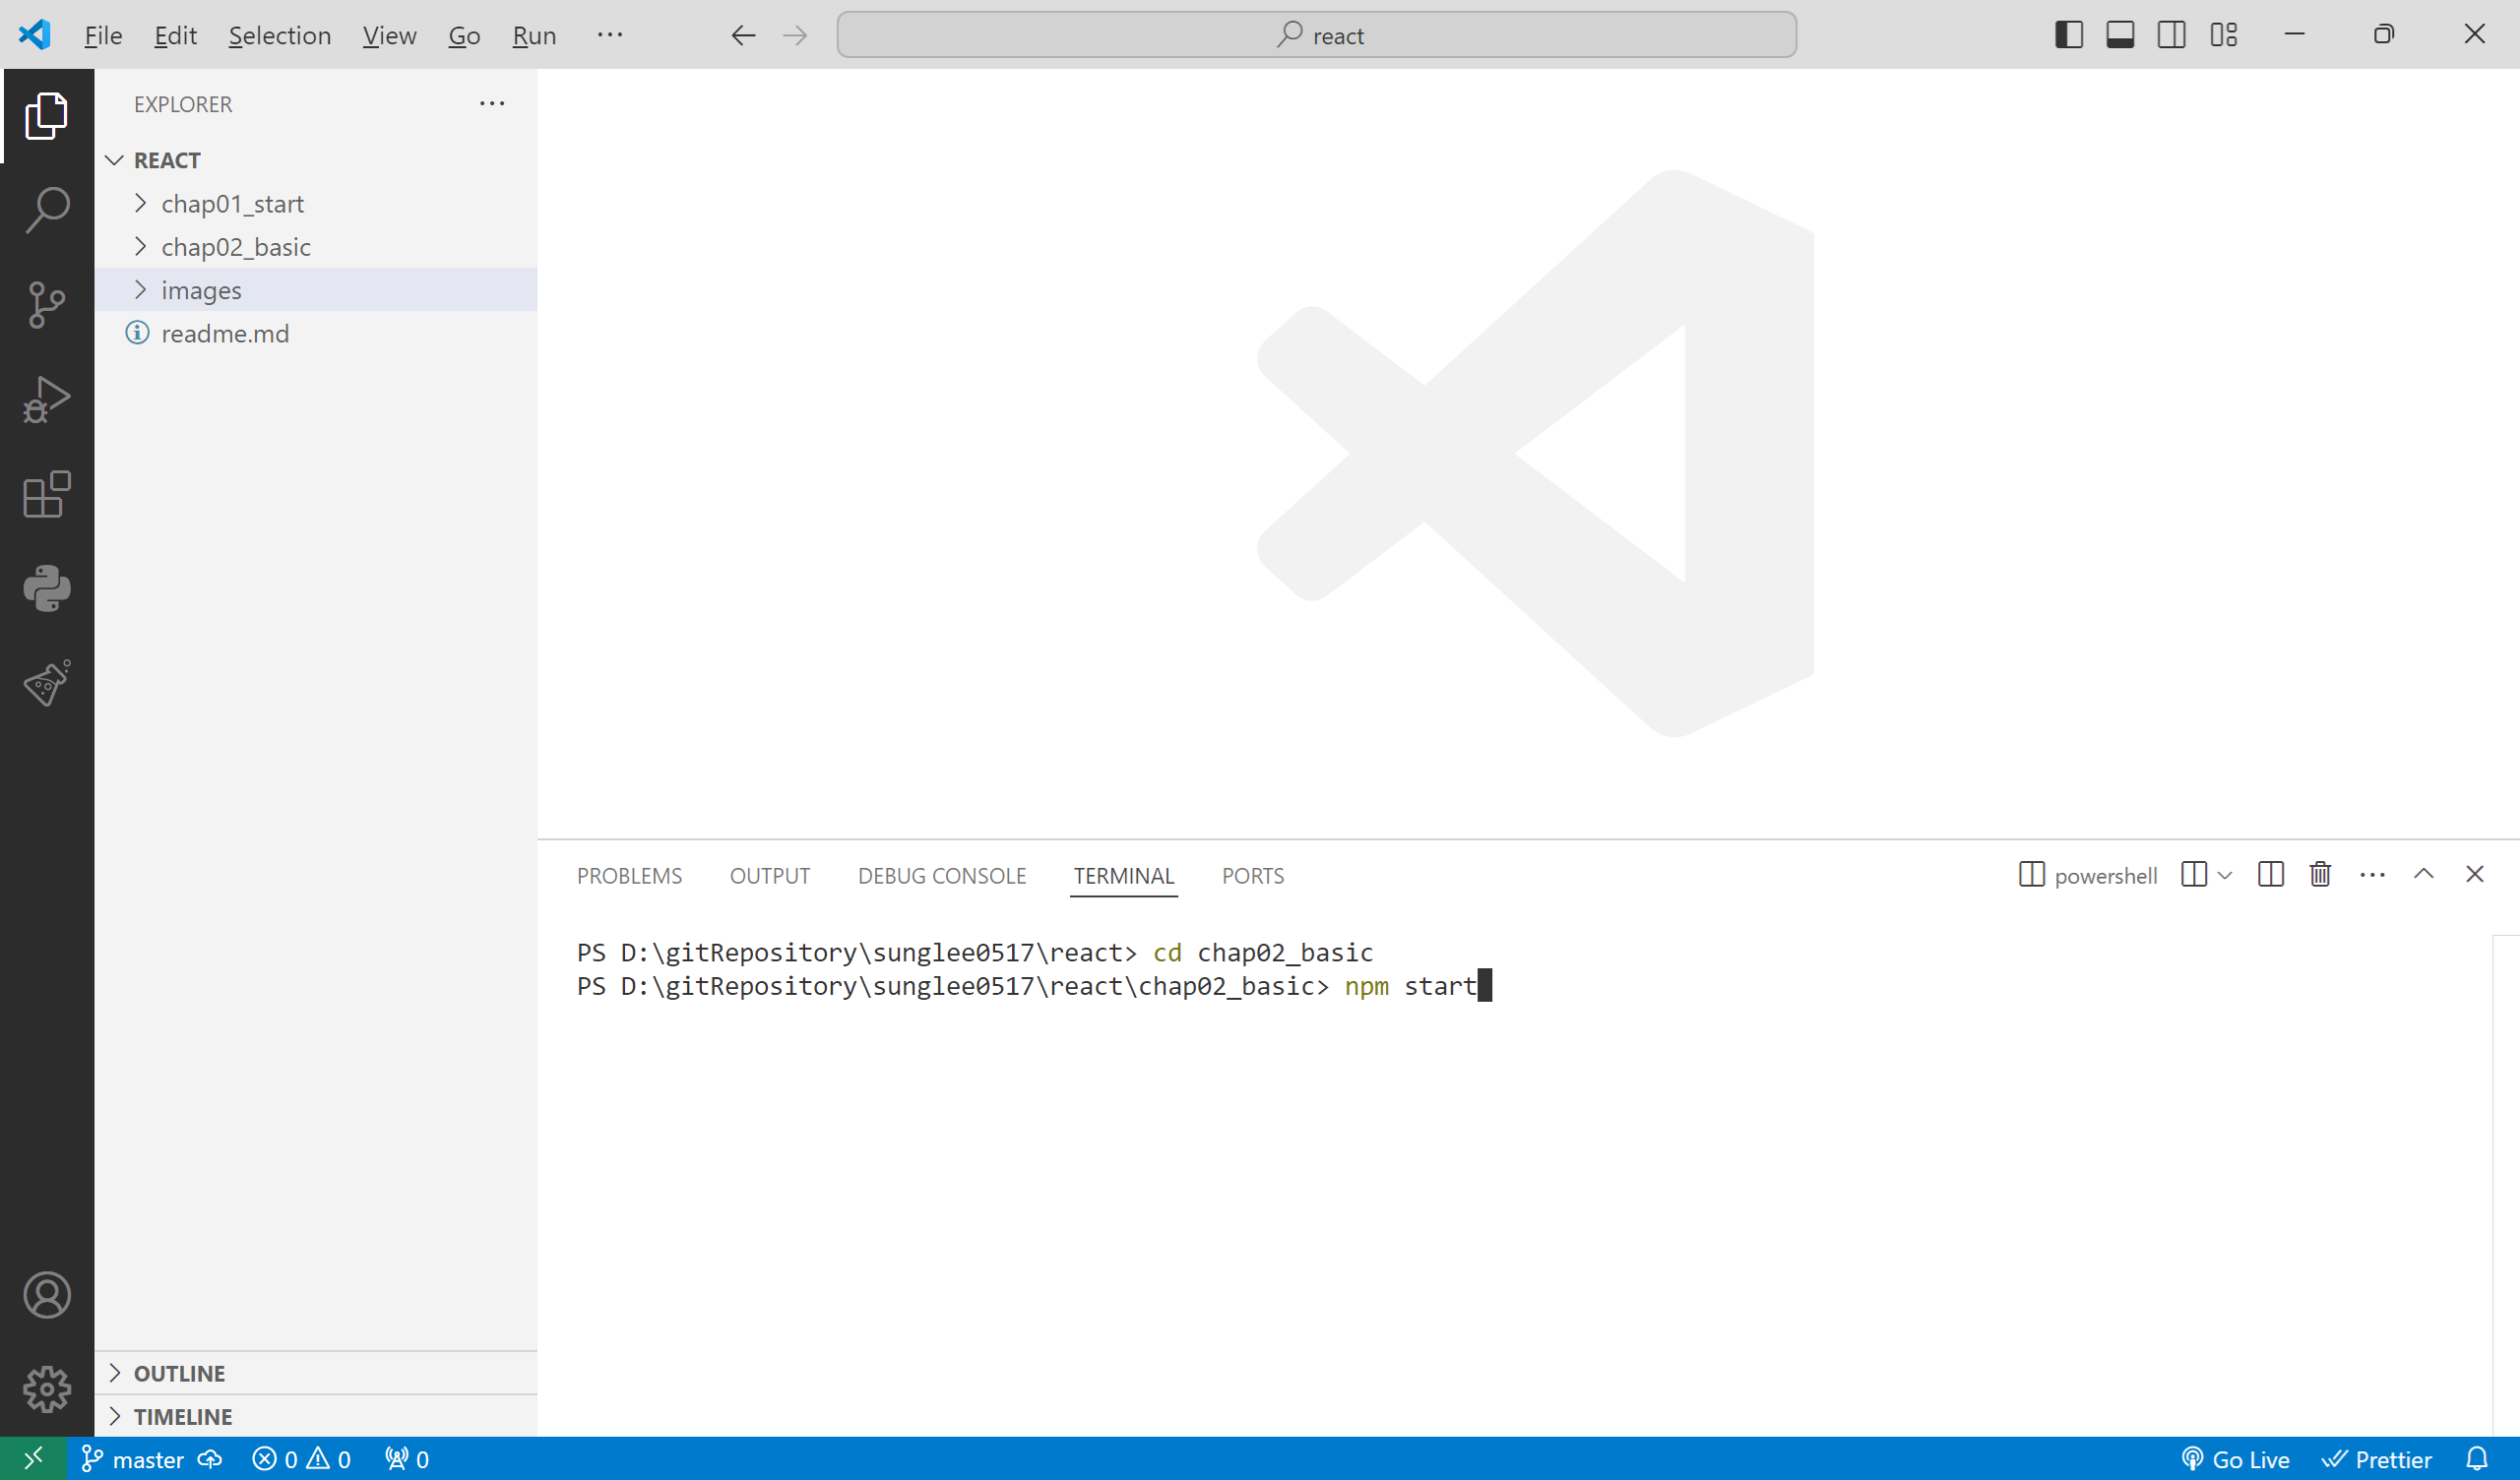 File Edit Selection View Go Run ··· react
EXPLORER ···
REACT
chap01_start
chap02_basic
images
readme.md
PROBLEMS OUTPUT DEBUG CONSOLE TERMINAL PORTS powershell ···
PS D:\gitRepository\sunglee0517\react> cd chap02_basic
PS D:\gitRepository\sunglee0517\react\chap02_basic> npm start
OUTLINE
TIMELINE
master 0 0 0 Go Live Prettier